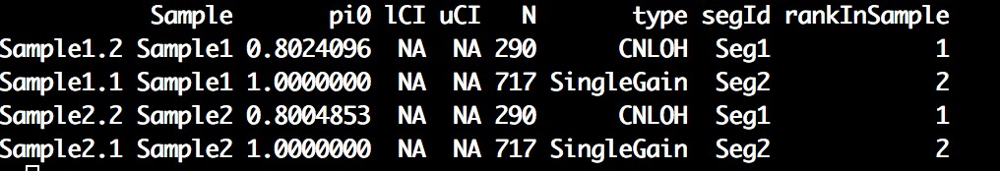 Sample pi0 lCI uCI N type segId rankInSample
Sample1.2 Sample1 0.8024096 NA NA 290 CNLOH Seg1 1
Sample1.1 Sample1 1.0000000 NA NA 717 SingleGain Seg2 2
Sample2.2 Sample2 0.8004853 NA NA 290 CNLOH Seg1 1
Sample2.1 Sample2 1.0000000 NA NA 717 SingleGain Seg2 2